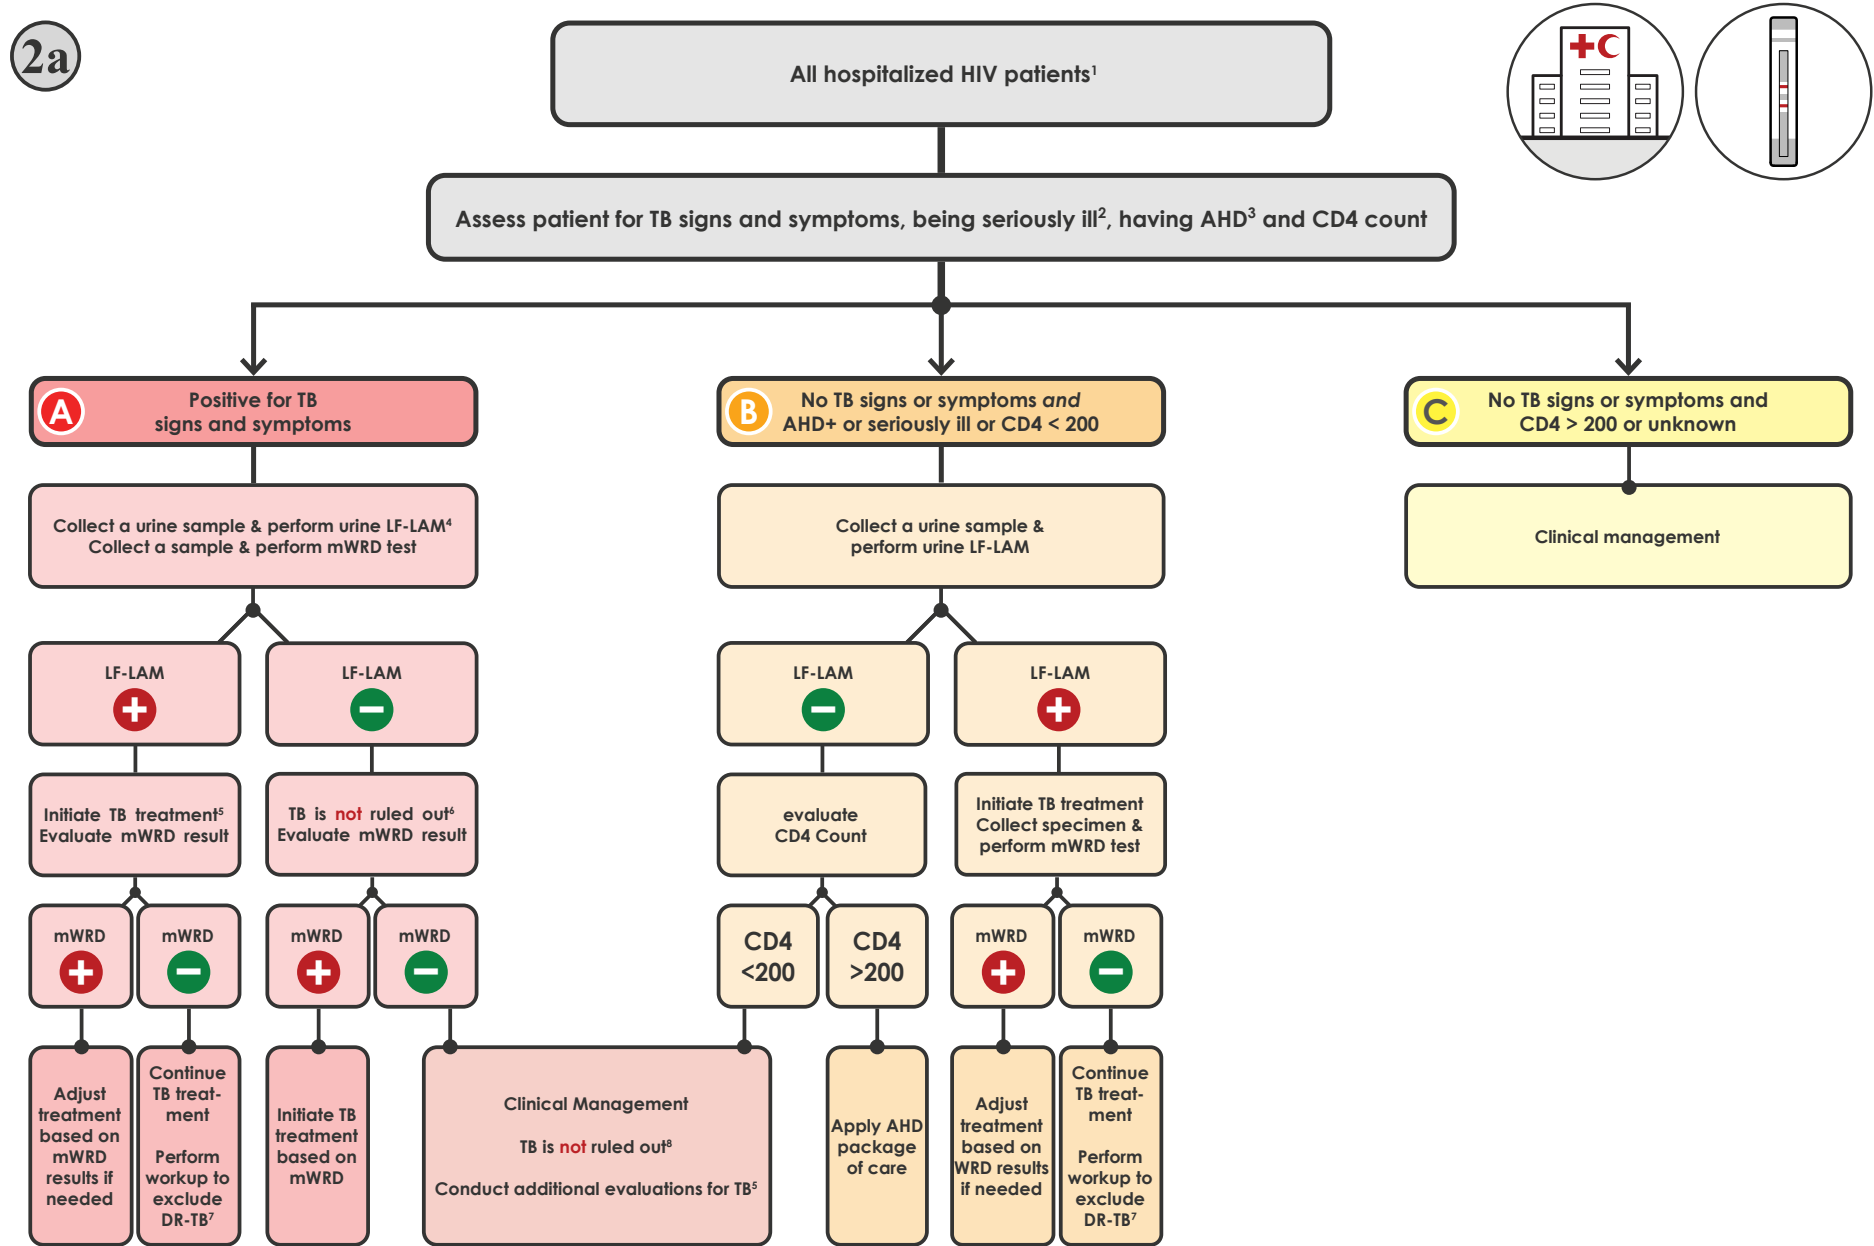 2a
All hospitalized HIV patients¹
Assess patient for TB signs and symptoms, being seriously ill², having AHD³ and CD4 count
A
Positive for TB
signs and symptoms
B
No TB signs or symptoms and
AHD+ or seriously ill or CD4 < 200
C
No TB signs or symptoms and
CD4 > 200 or unknown
Collect a urine sample & perform urine LF-LAM⁴
Collect a sample & perform mWRD test
Collect a urine sample &
perform urine LF-LAM
Clinical management
LF-LAM
LF-LAM
LF-LAM
LF-LAM
Initiate TB treatment⁵
Evaluate mWRD result
TB is not ruled out⁶
Evaluate mWRD result
evaluate
CD4 Count
Initiate TB treatment
Collect specimen &
perform mWRD test
mWRD
mWRD
mWRD
mWRD
CD4
<200
CD4
>200
mWRD
mWRD
Adjust
treatment
based on
mWRD
results if
needed
Continue
TB treat-
ment
Perform
workup to
exclude
DR-TB⁷
Initiate TB
treatment
based on
mWRD
Clinical Management
TB is not ruled out⁸
Conduct additional evaluations for TB⁵
Apply AHD
package
of care
Adjust
treatment
based on
WRD results
if needed
Continue
TB treat-
ment
Perform
workup to
exclude
DR-TB⁷